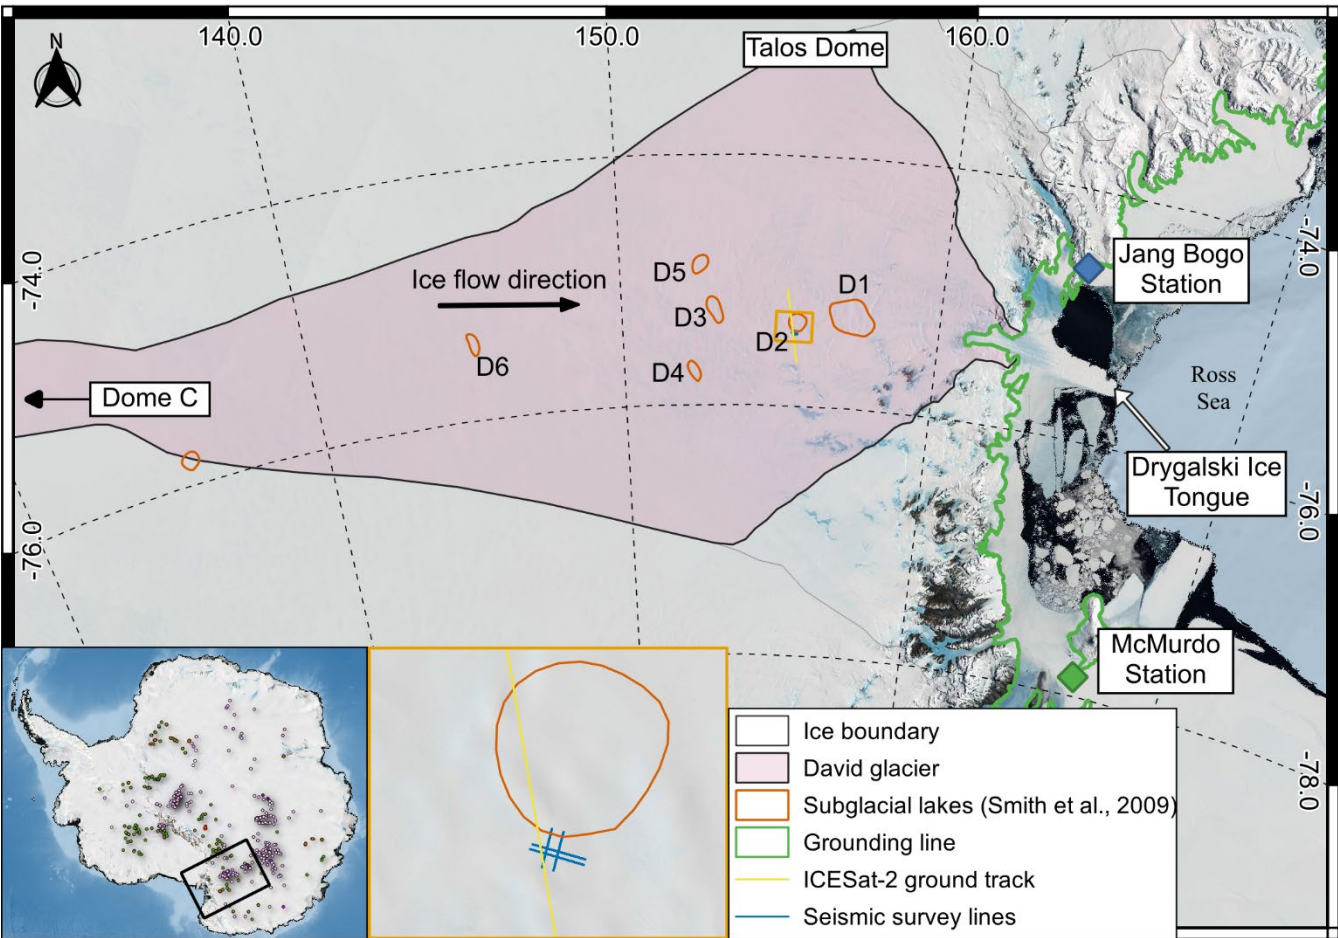 140.0
150.0
160.0
N
Talos Dome
-74.0
-74.0
Jang Bogo
Station
Ice flow direction
D5
D1
D3
D2
D6
D4
Dome C
Ross
Sea
Drygalski Ice
Tongue
-76.0
-76.0
McMurdo
Station
-78.0
Ice boundary
David glacier
Subglacial lakes (Smith et al., 2009)
Grounding line
ICESat-2 ground track
Seismic survey lines